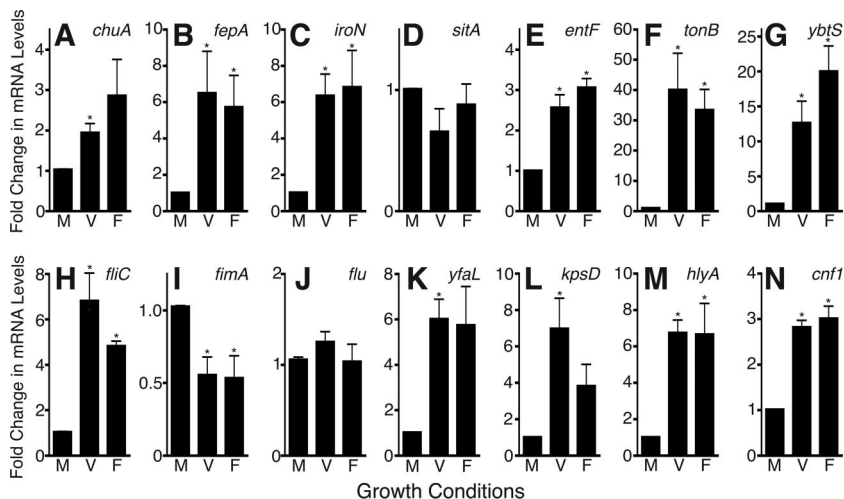 Fold Change in mRNA Levels
A chuA
4
3
2
1
0
M V F
B fepA
10
8
6
4
2
0
M V F
* *
C iroN
10
8
6
4
2
0
M V F
* *
D sitA
1
0
M V F
E entF
4
3
2
1
0
M V F
* *
F tonB
60
50
40
30
20
10
0
M V F
* *
G ybtS
25
20
15
10
5
0
M V F
* *
Fold Change in mRNA Levels
H fliC
8
6
4
2
0
M V F
* *
I fimA
1.0
0.5
0
M V F
* *
J flu
2
1
0
M V F
K yfaL
8
6
4
2
0
M V F
*
L kpsD
10
8
6
4
2
0
M V F
*
M hlyA
10
8
6
4
2
0
M V F
* *
N cnf1
4
3
2
1
0
M V F
* *
Growth Conditions